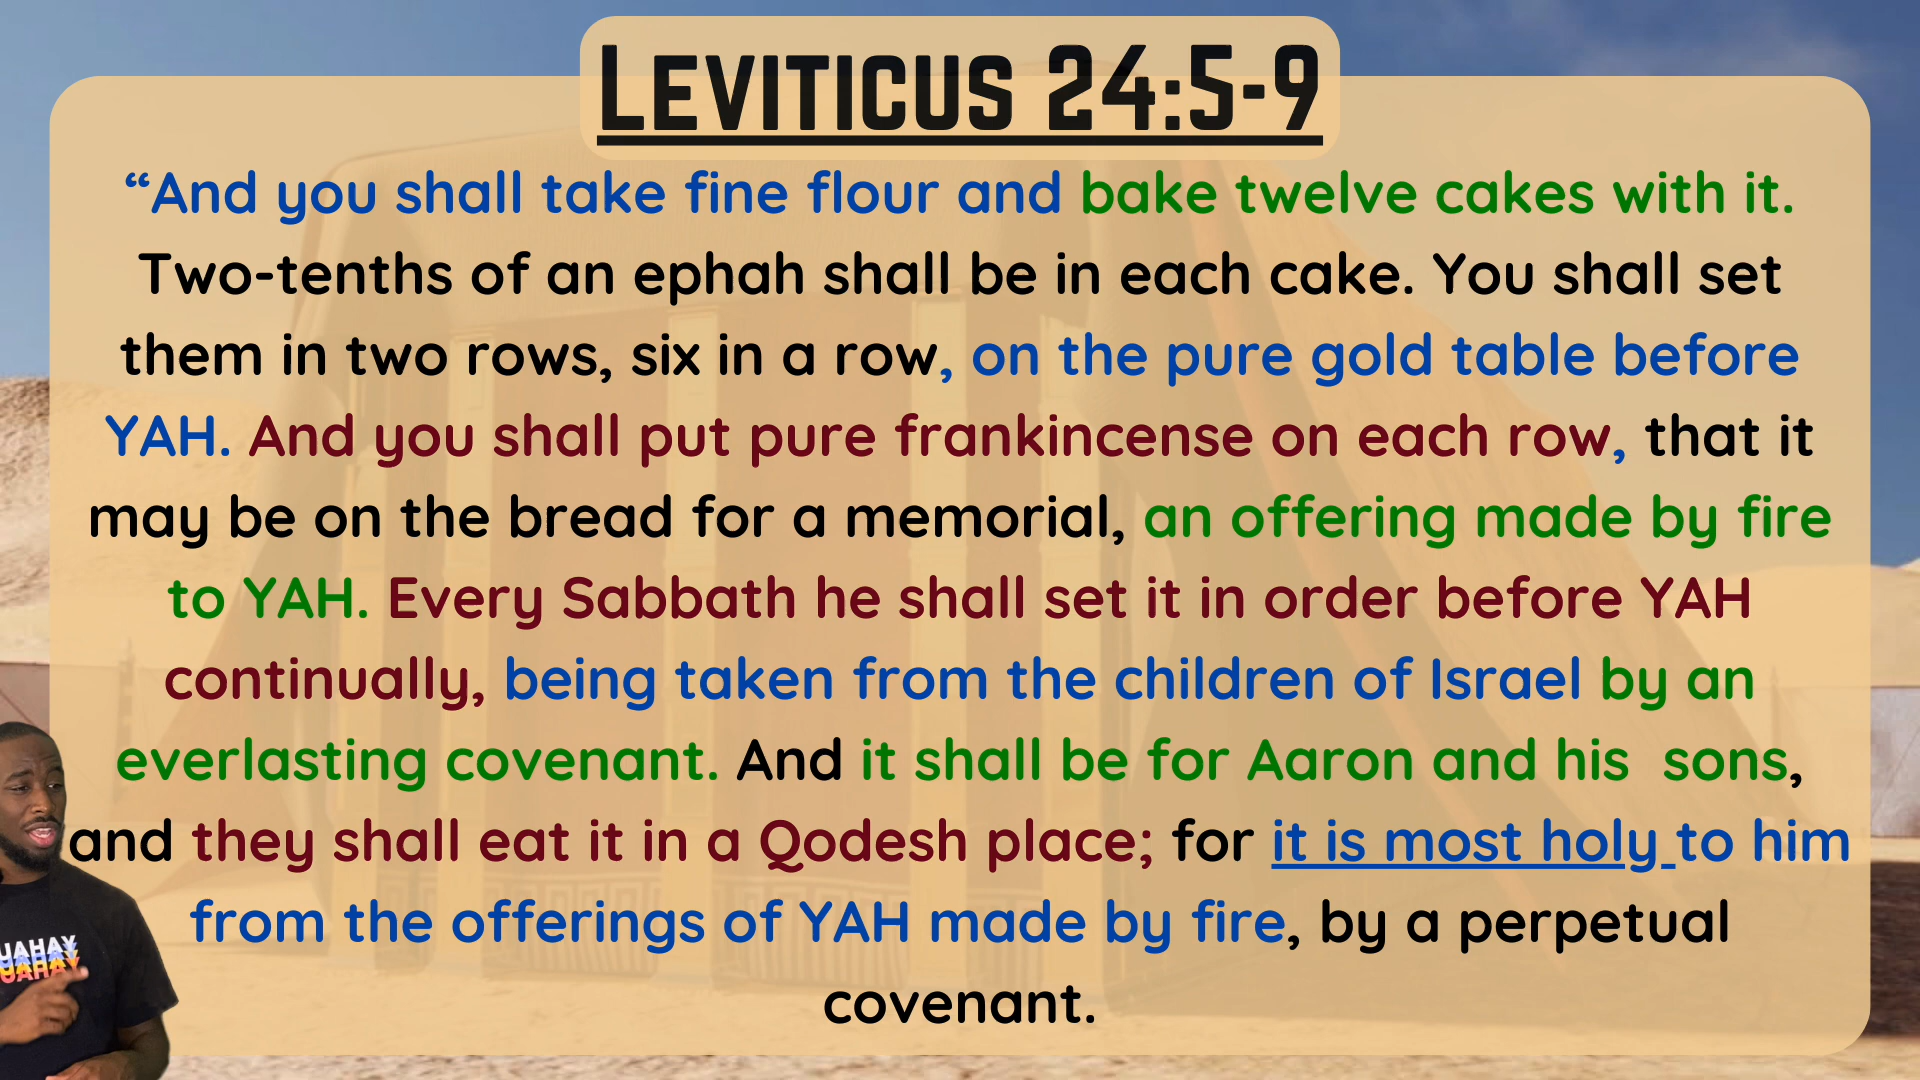 LEVITICUS 24:5-9
“And you shall take fine flour and bake twelve cakes with it.
Two-tenths of an ephah shall be in each cake. You shall set
them in two rows, six in a row, on the pure gold table before
YAH. And you shall put pure frankincense on each row, that it
may be on the bread for a memorial, an offering made by fire
to YAH. Every Sabbath he shall set it in order before YAH
continually, being taken from the children of Israel by an
everlasting covenant. And it shall be for Aaron and his  sons,
and they shall eat it in a Qodesh place; for it is most holy to him
from the offerings of YAH made by fire, by a perpetual
covenant.
UAHAY
UAHAY
UAHAY